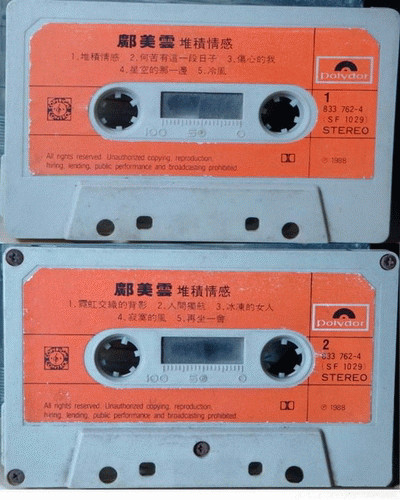 鄺美雲 堆積情感
1.堆積情感 2.何苦有這一段日子 3.傷心的我
4.星空的那一邊 5.冷風
Polydor
1
833 762-4
(SF 1029)
STEREO
100 50 0
All rights reserved. Unauthorized copying, reproduction,
hiring, lending, public performance and broadcasting prohibited.
℗ 1988
鄺美雲 堆積情感
1.霓虹交織的背影 2.人間獨航 3.冰凍的女人
4.寂寞的風 5.再坐一會
Polydor
2
833 762-4
(SF 1029)
STEREO
100 50 0
All rights reserved. Unauthorized copying, reproduction,
hiring, lending, public performance and broadcasting prohibited.
℗ 1988